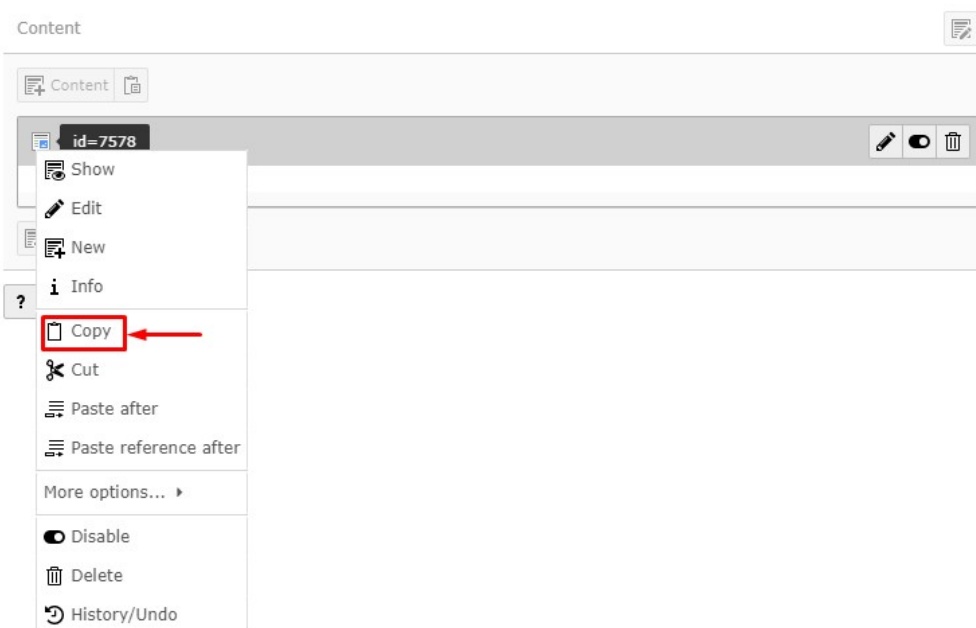 Content
Content
id=7578
Show
Edit
New
Info
?
Copy
Cut
Paste after
Paste reference after
More options...
Disable
Delete
History/Undo